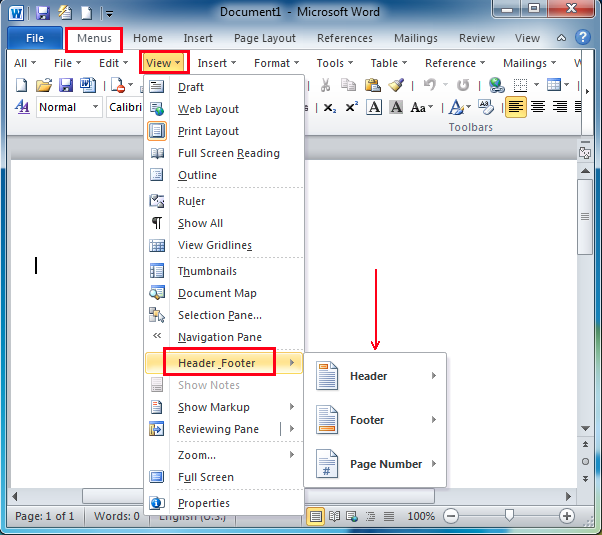 Document1 - Microsoft Word
File Menus Home Insert Page Layout References Mailings Review View
All File Edit View Insert Format Tools Table Reference Mailings W
Normal Calibri
Toolbars
Draft
Web Layout
Print Layout
Full Screen Reading
Outline
Ruler
Show All
View Gridlines
Thumbnails
Document Map
Selection Pane...
Navigation Pane
Header _Footer
Header
Show Notes
Show Markup
Footer
Reviewing Pane
Zoom...
Page Number
Full Screen
Properties
Page: 1 of 1 Words: 0 English (U.S.) 100%